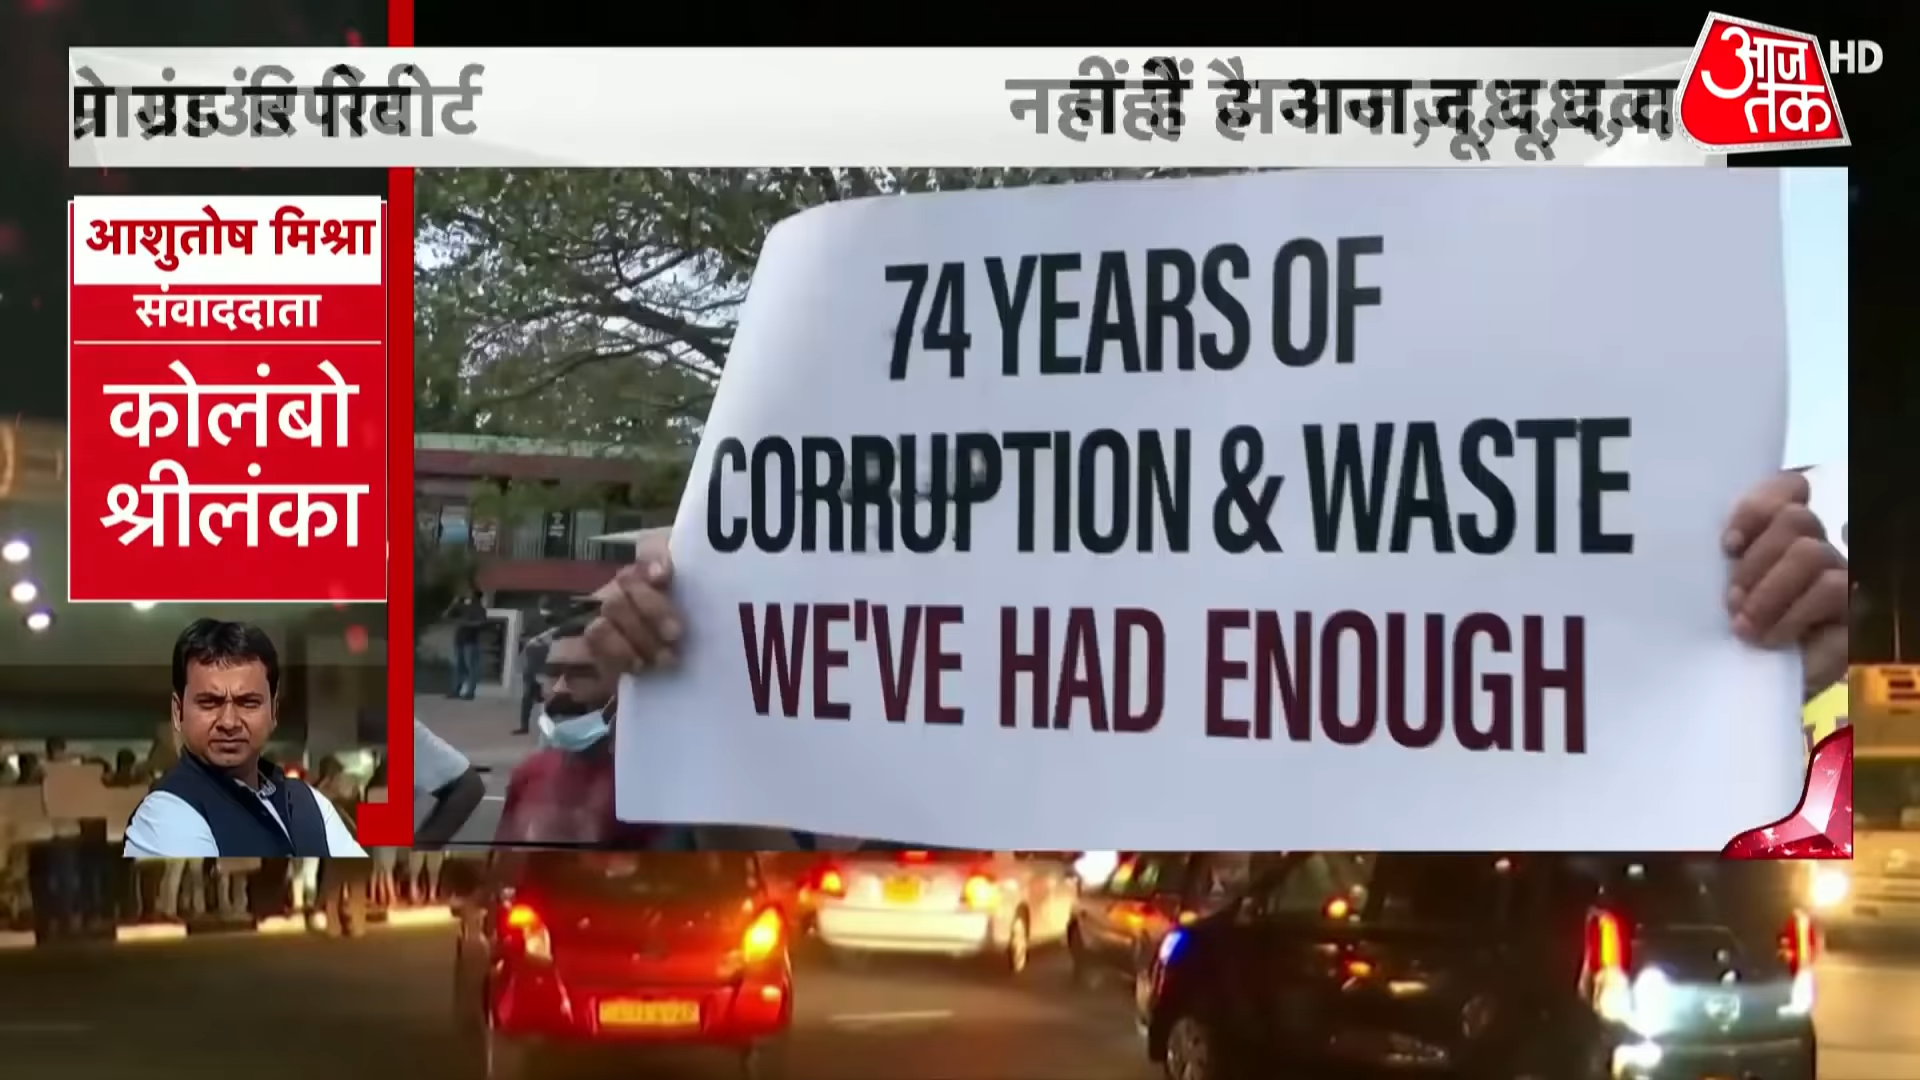 आज तक HD
आशुतोष मिश्रा
संवाददाता
कोलंबो
श्रीलंका
74 YEARS OF
CORRUPTION & WASTE
WE'VE HAD ENOUGH